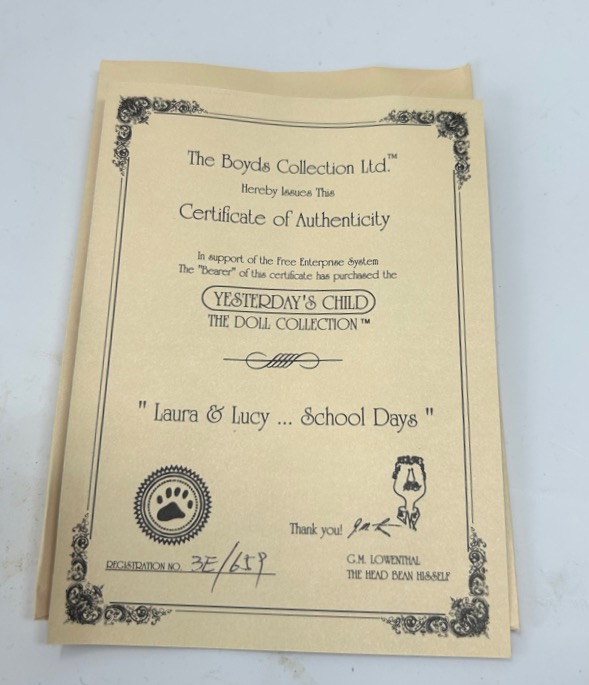 The Boyds Collection Ltd.™
Hereby Issues This
Certificate of Authenticity
In support of the Free Enterprise System
The "Bearer" of this certificate has purchased the
YESTERDAY'S CHILD
THE DOLL COLLECTION™
" Laura & Lucy ... School Days "
Thank you!
REGISTRATION NO. 3E/659
G.M. LOWENTHAL
THE HEAD BEAN HISSELF